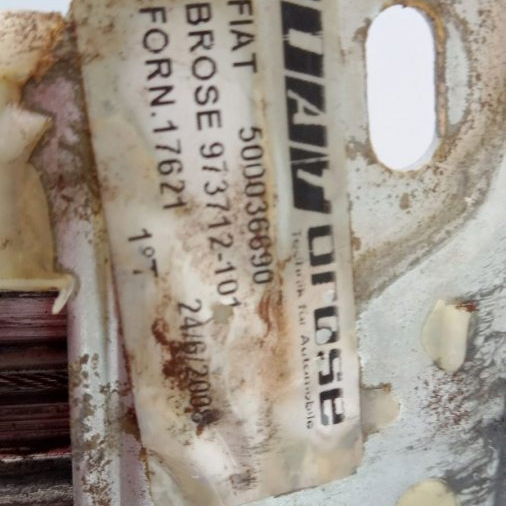 brose
Technik für Automobile
FIAT 500036690
BROSE 973712-101
FORN.17621
1°T 24/6/2008